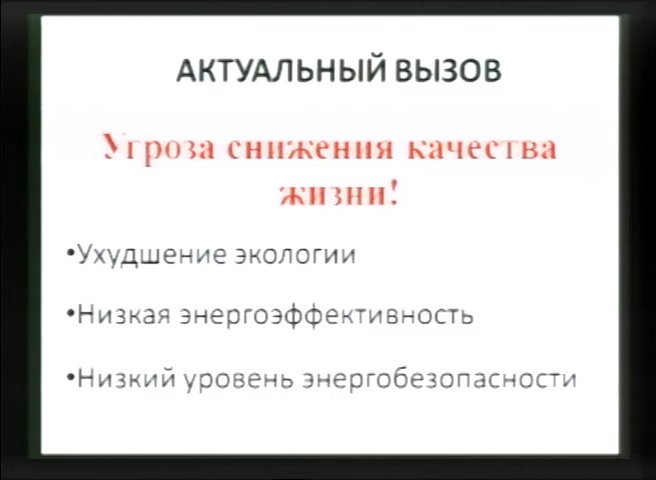 АКТУАЛЬНЫЙ ВЫЗОВ
Угроза снижения качества
жизни!
•Ухудшение экологии
•Низкая энергоэффективность
•Низкий уровень энергобезопасности